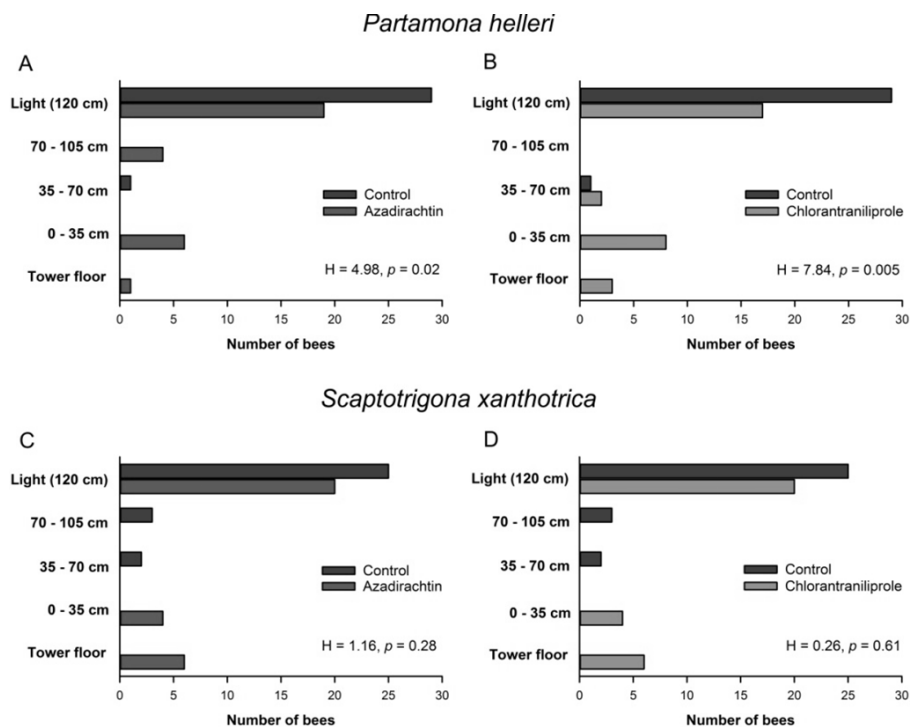 Partamona helleri
A
Light (120 cm)
70 - 105 cm
35 - 70 cm
0 - 35 cm
Tower floor
Control
Azadirachtin
H = 4.98, p = 0.02
0 5 10 15 20 25 30
Number of bees
B
Light (120 cm)
70 - 105 cm
35 - 70 cm
0 - 35 cm
Tower floor
Control
Chlorantraniliprole
H = 7.84, p = 0.005
0 5 10 15 20 25 30
Number of bees
Scaptotrigona xanthotrica
C
Light (120 cm)
70 - 105 cm
35 - 70 cm
0 - 35 cm
Tower floor
Control
Azadirachtin
H = 1.16, p = 0.28
0 5 10 15 20 25 30
Number of bees
D
Light (120 cm)
70 - 105 cm
35 - 70 cm
0 - 35 cm
Tower floor
Control
Chlorantraniliprole
H = 0.26, p = 0.61
0 5 10 15 20 25 30
Number of bees